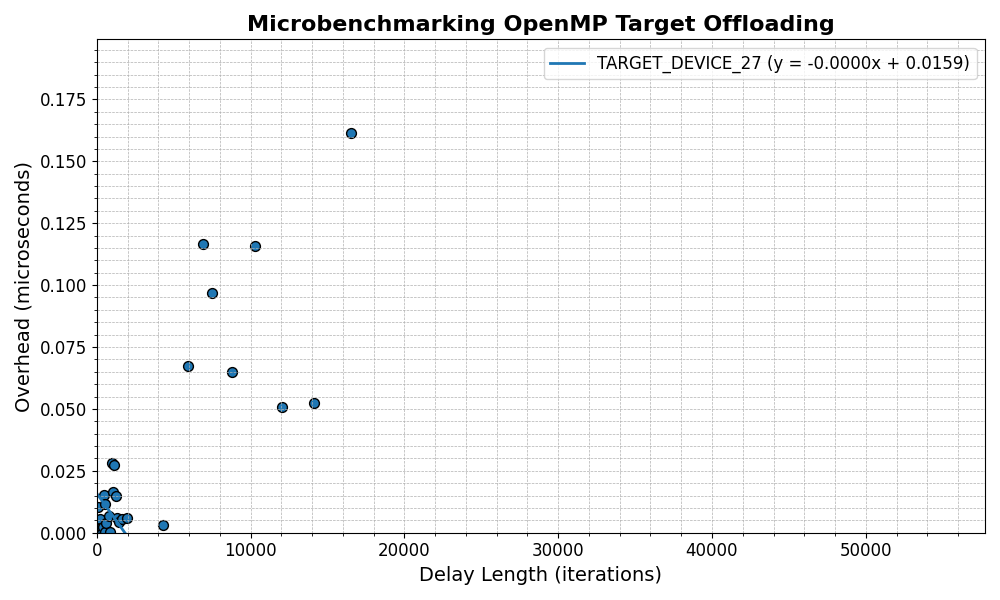 Microbenchmarking OpenMP Target Offloading
TARGET_DEVICE_27 (y = -0.0000x + 0.0159)
Overhead (microseconds)
0.175
0.150
0.125
0.100
0.075
0.050
0.025
0.000
0 10000 20000 30000 40000 50000
Delay Length (iterations)